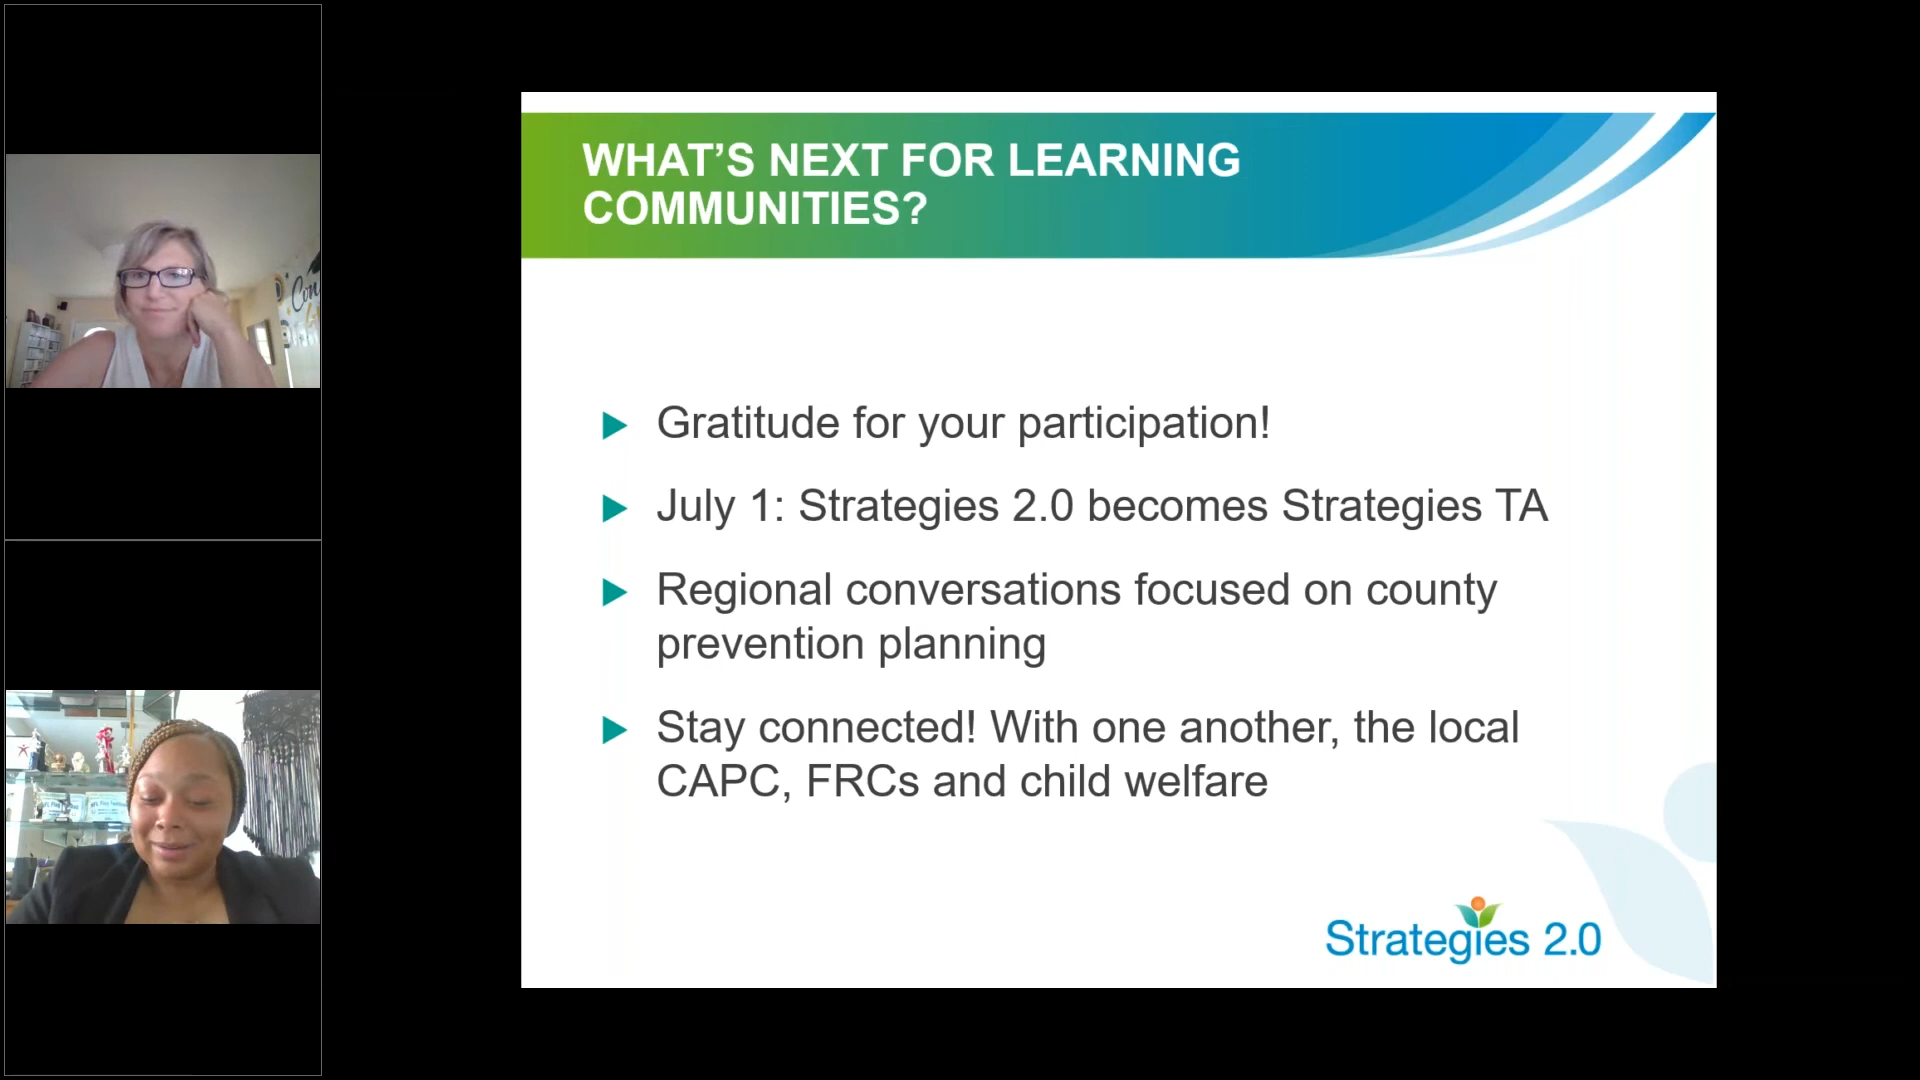 WHAT’S NEXT FOR LEARNING
COMMUNITIES?
Gratitude for your participation!
July 1: Strategies 2.0 becomes Strategies TA
Regional conversations focused on county
prevention planning
Stay connected! With one another, the local
CAPC, FRCs and child welfare
Strategies 2.0
Con